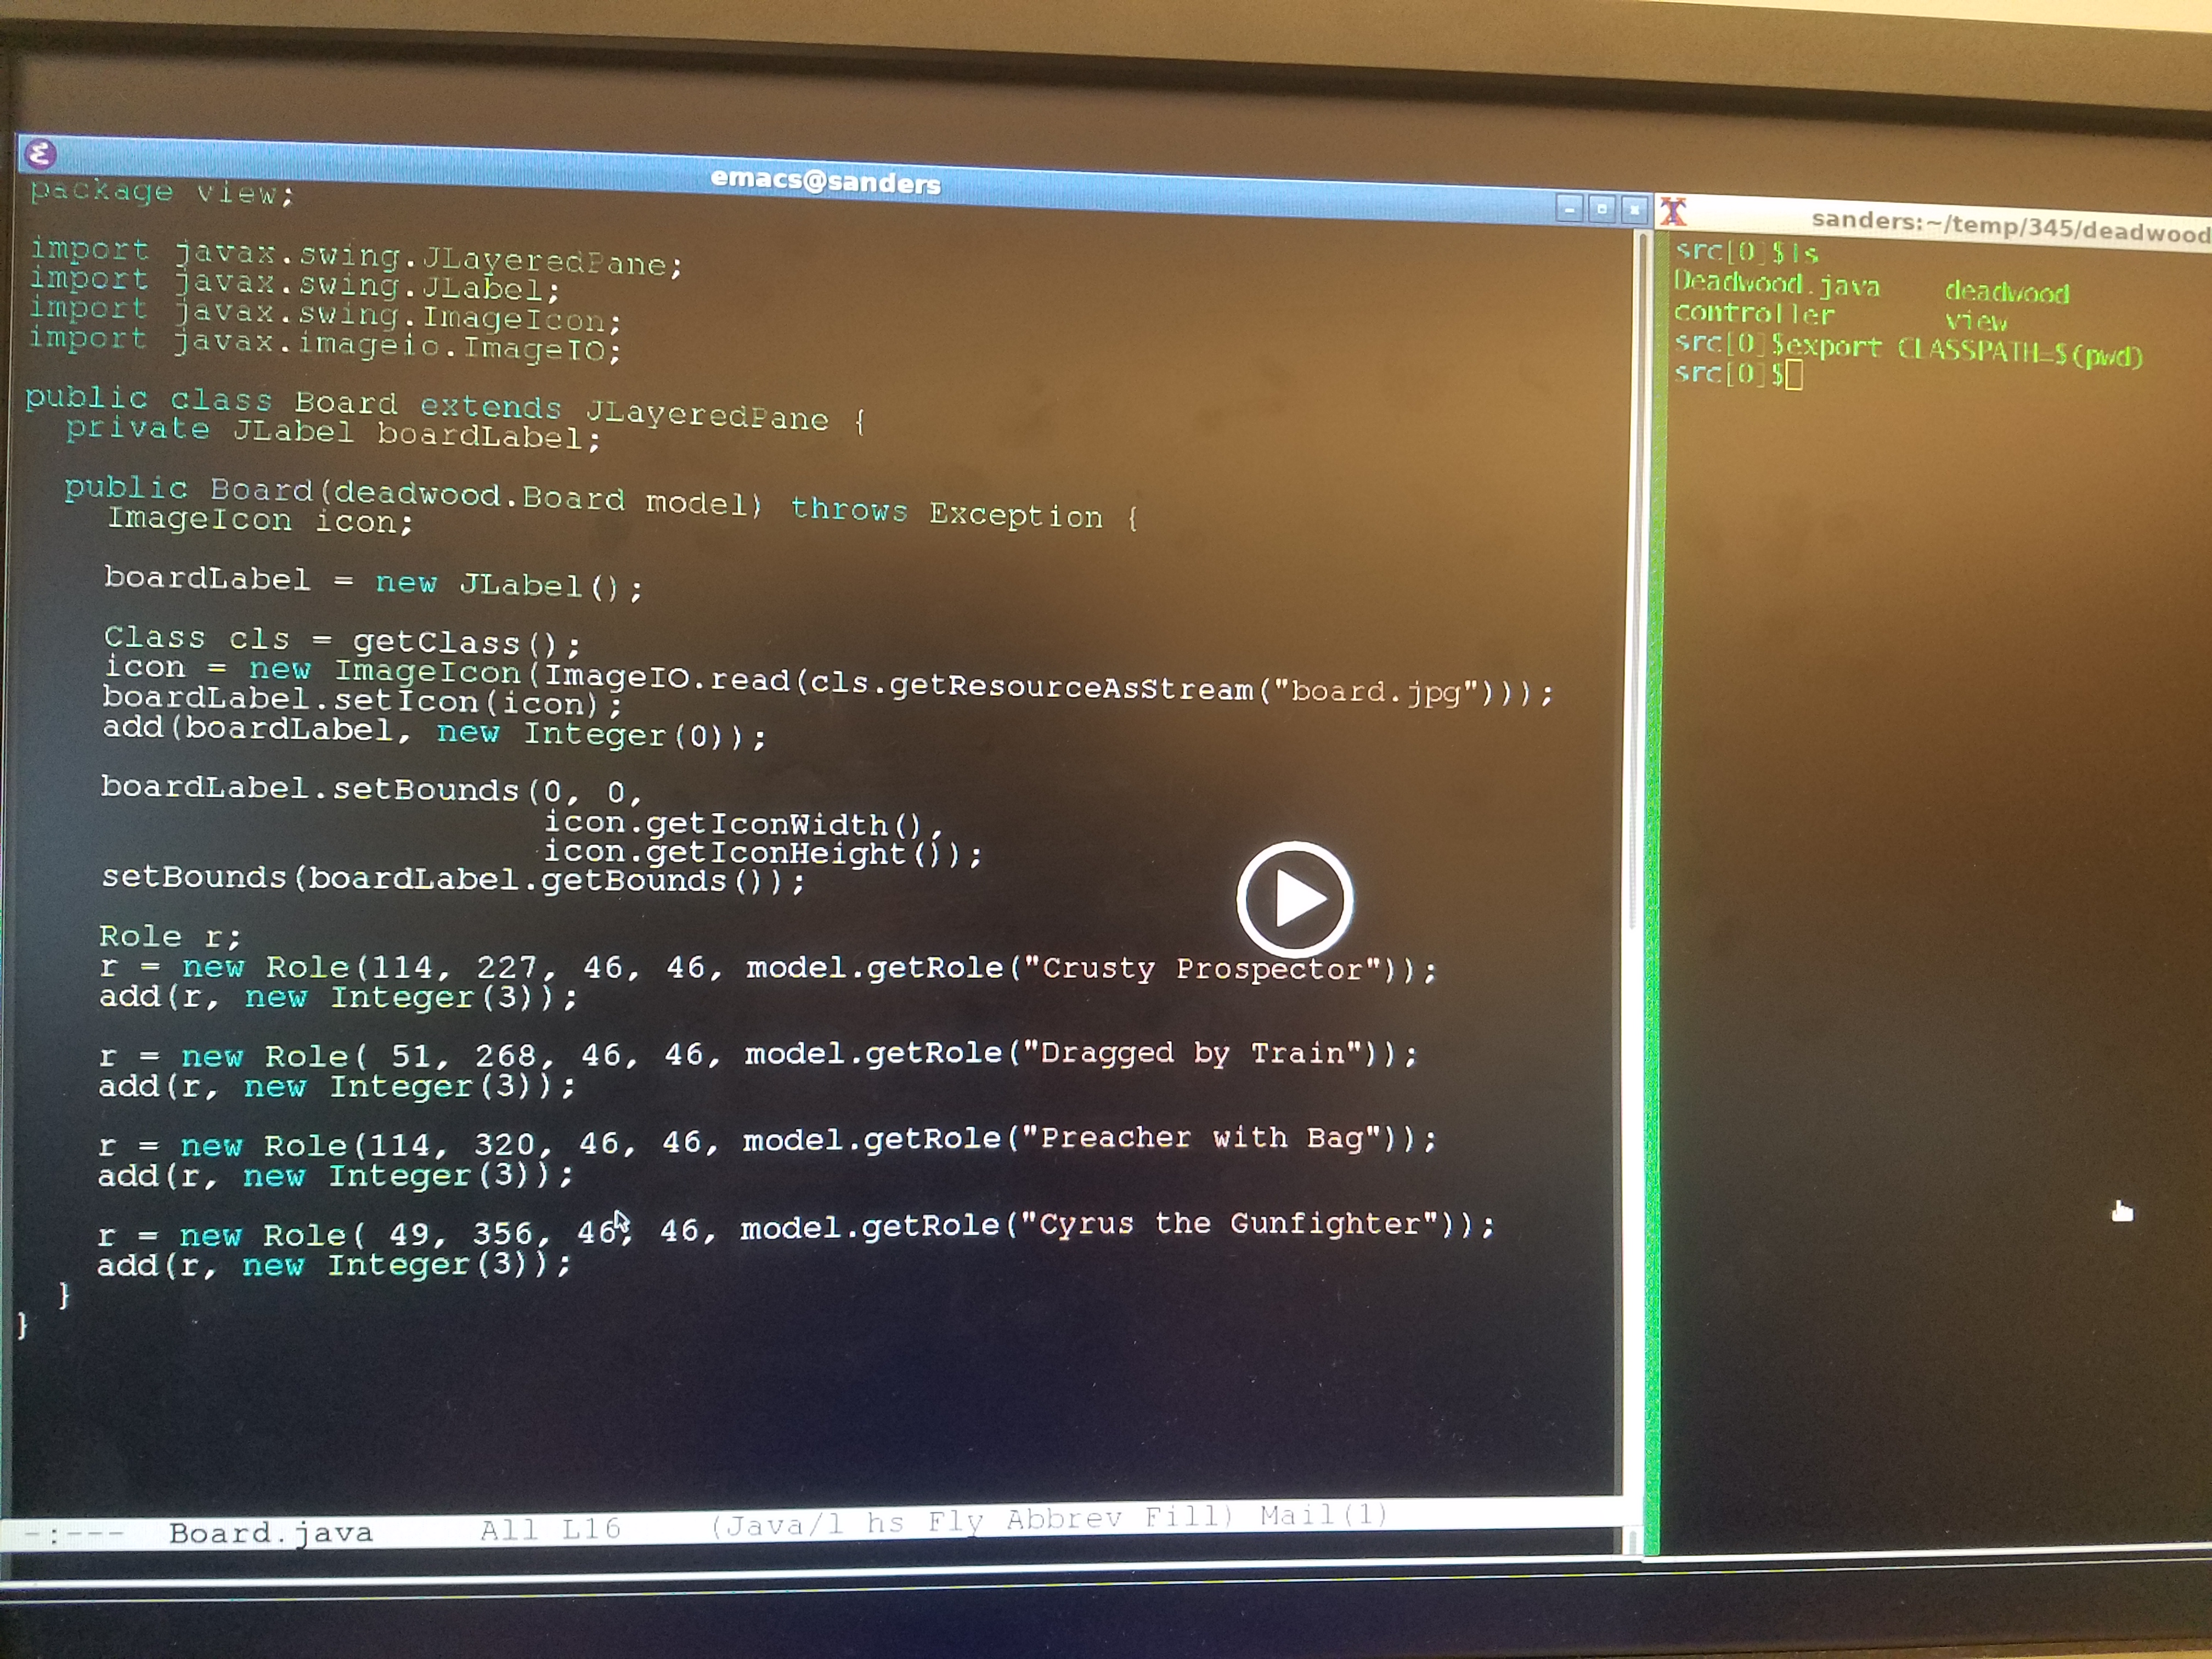 emacs@sanders
package view;

import javax.swing.JLayeredPane;
import javax.swing.JLabel;
import javax.swing.ImageIcon;
import javax.imageio.ImageIO;

public class Board extends JLayeredPane {
  private JLabel boardLabel;

  public Board(deadwood.Board model) throws Exception {
    ImageIcon icon;

    boardLabel = new JLabel();

    Class cls = getClass();
    icon = new ImageIcon(ImageIO.read(cls.getResourceAsStream("board.jpg")));
    boardLabel.setIcon(icon);
    add(boardLabel, new Integer(0));

    boardLabel.setBounds(0, 0,
                         icon.getIconWidth(),
                         icon.getIconHeight());
    setBounds(boardLabel.getBounds());

    Role r;
    r = new Role(114, 227, 46, 46, model.getRole("Crusty Prospector"));
    add(r, new Integer(3));

    r = new Role( 51, 268, 46, 46, model.getRole("Dragged by Train"));
    add(r, new Integer(3));

    r = new Role(114, 320, 46, 46, model.getRole("Preacher with Bag"));
    add(r, new Integer(3));

    r = new Role( 49, 356, 46, 46, model.getRole("Cyrus the Gunfighter"));
    add(r, new Integer(3));
  }
}
-:---  Board.java     All L16    (Java/l hs Fly Abbrev Fill) Mail(1)
sanders:~/temp/345/deadwood
src[0]$ls
Deadwood.java   deadwood
controller      view
src[0]$export CLASSPATH=$(pwd)
src[0]$